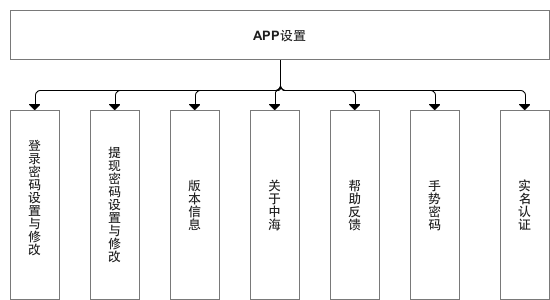 APP设置
登录密码设置与修改
提现密码设置与修改
版本信息
关于中海
帮助反馈
手势密码
实名认证